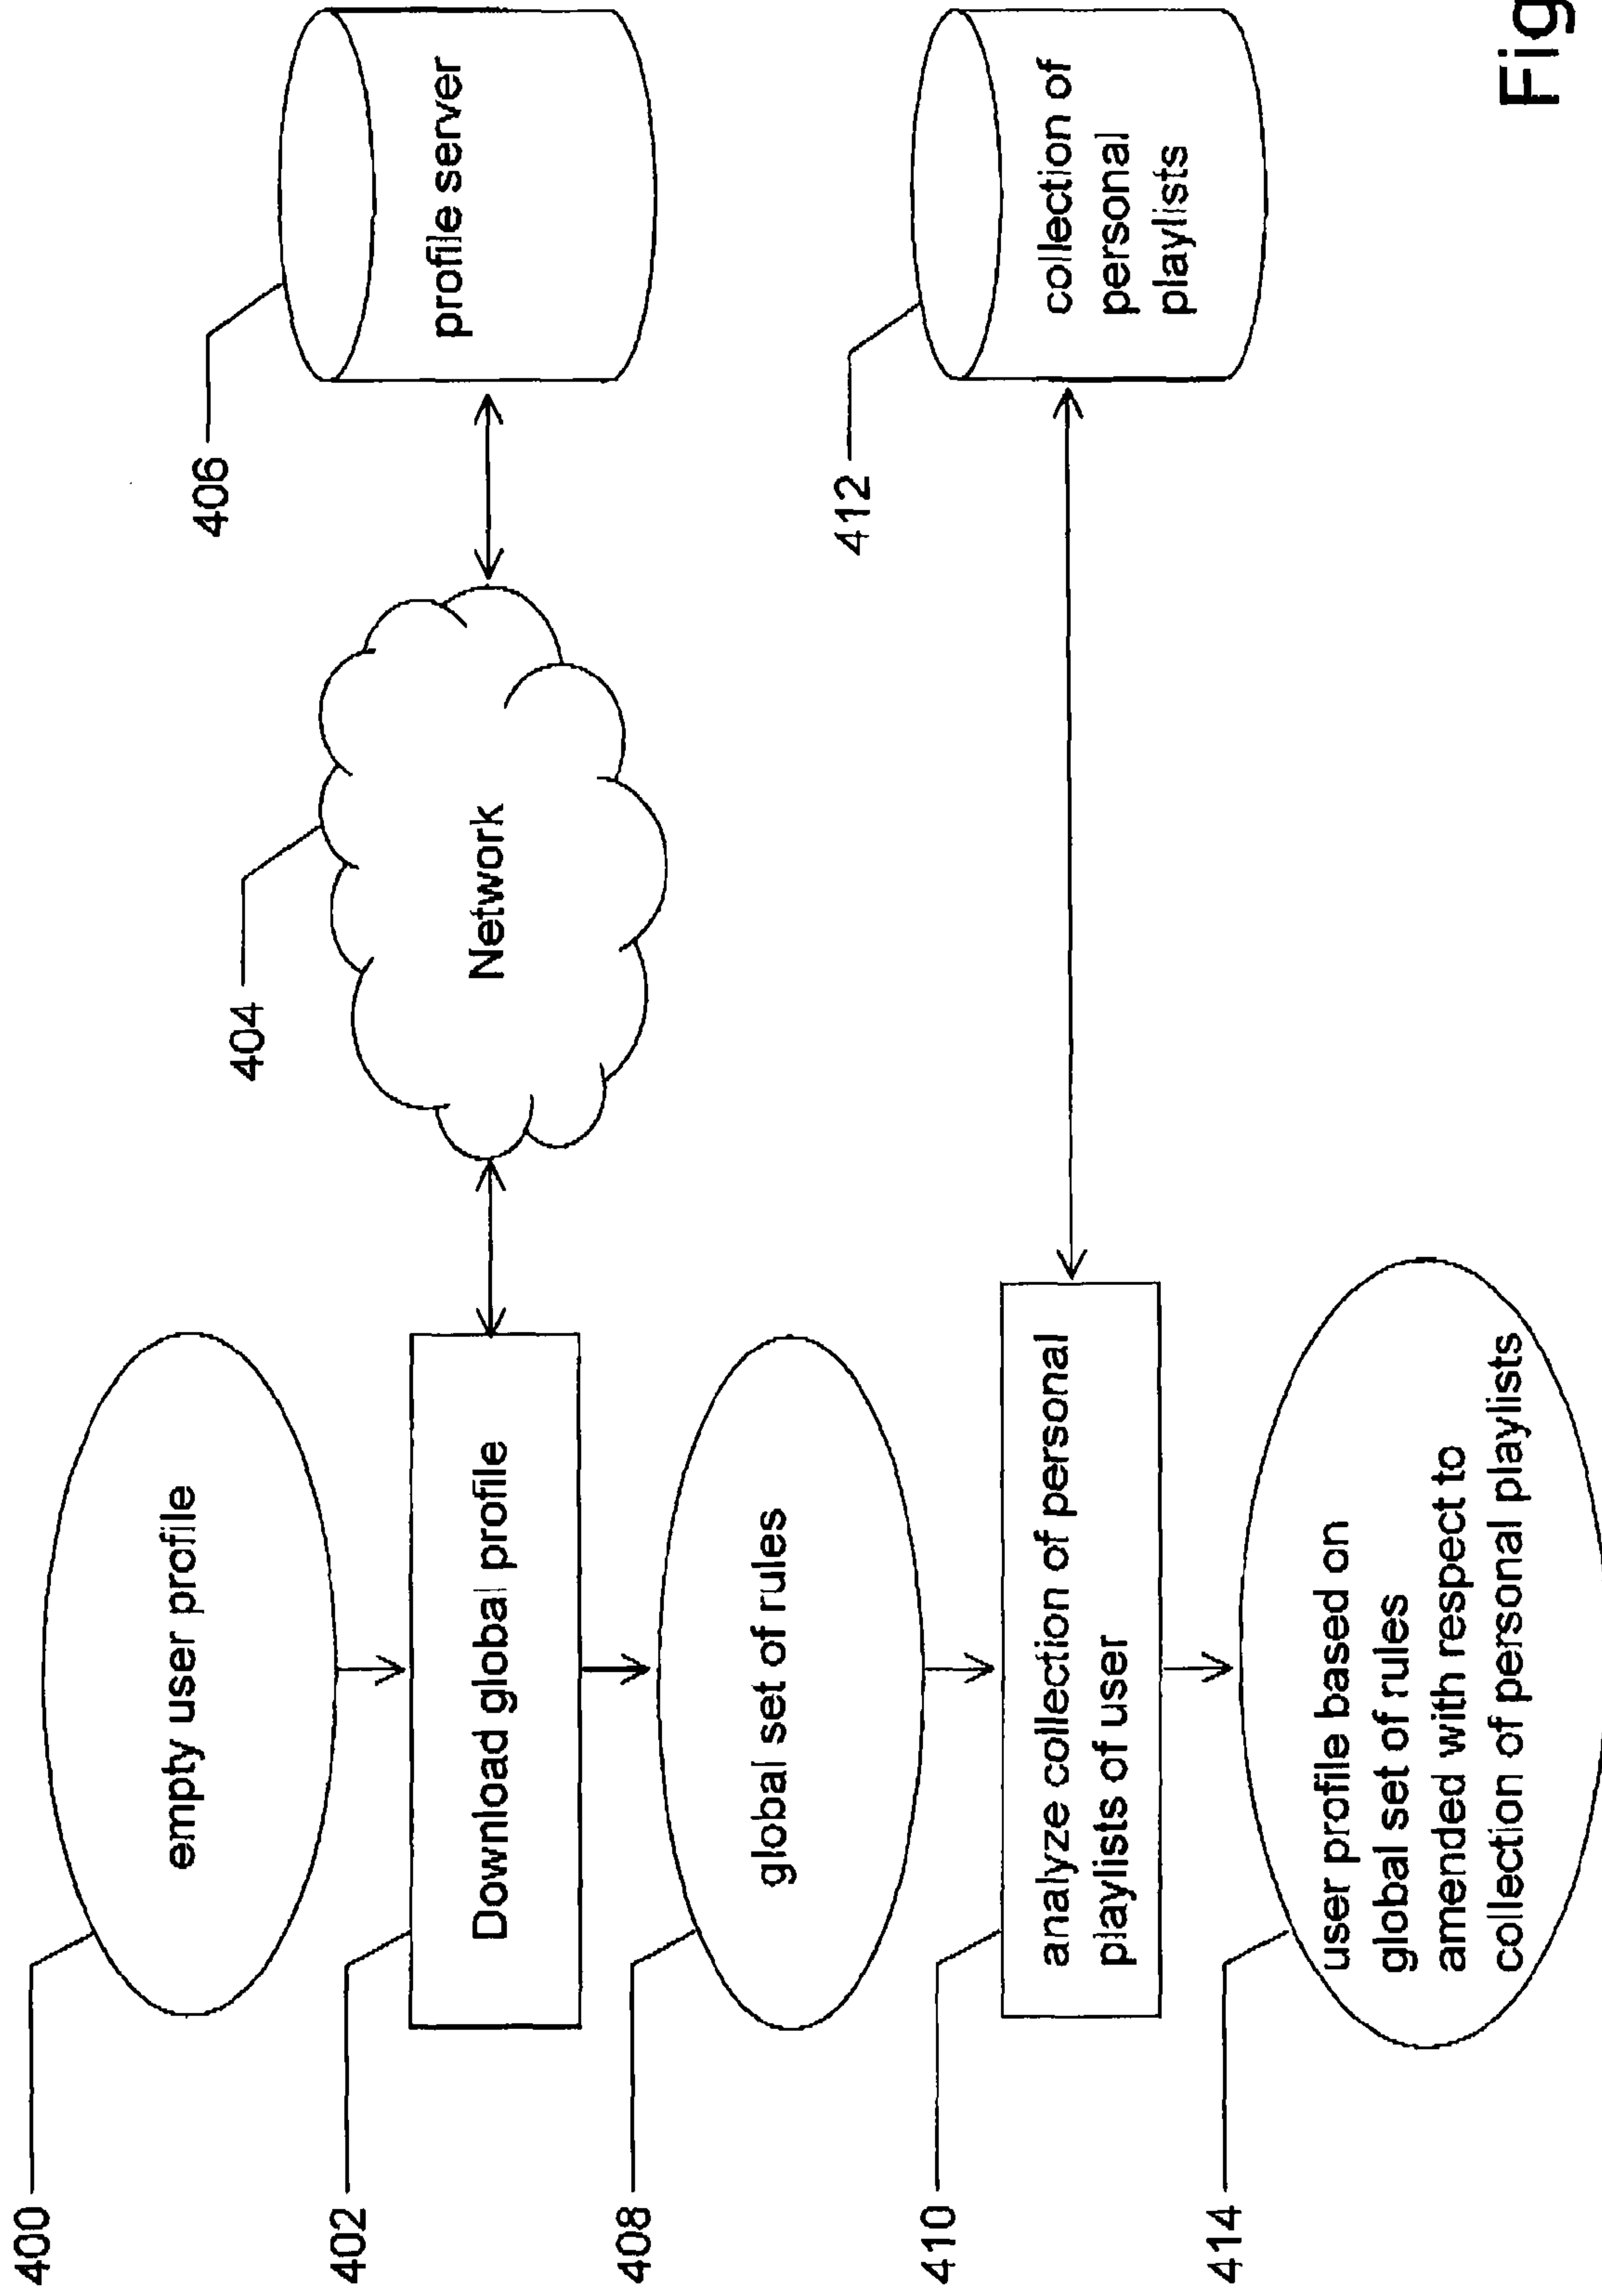 400
empty user profile
406
profile server
404
Network
402
Download global profile
408
global set of rules
412
collection of
personal
playlists
410
analyze collection of personal
playlists of user
414
user profile based on
global set of rules
amended with respect to
collection of personal playlists
Fig